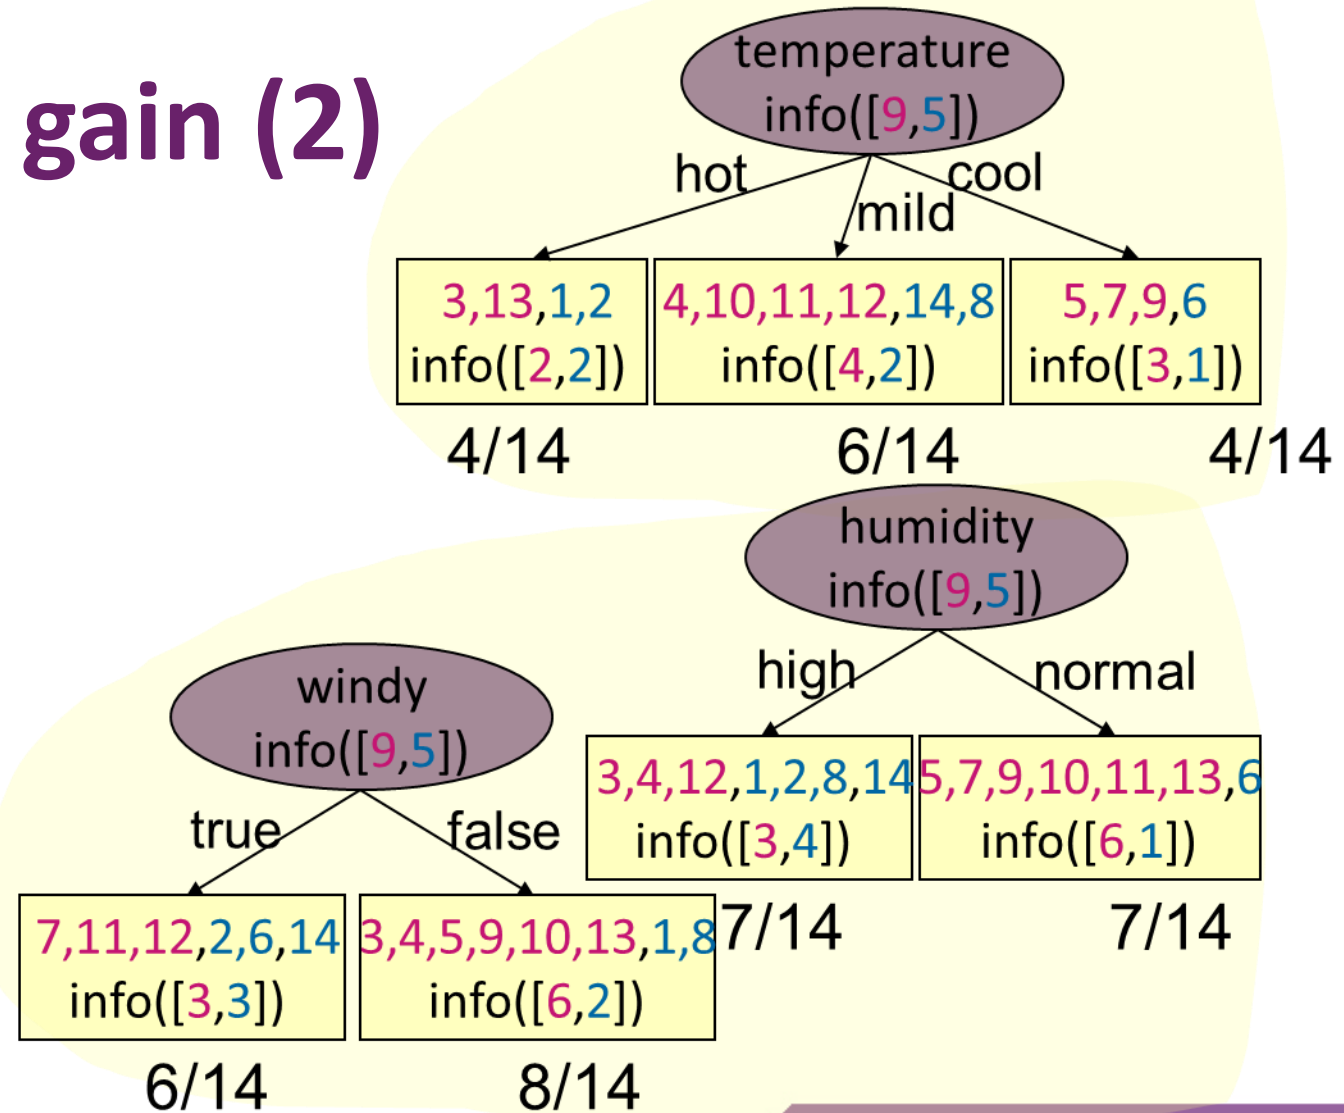 gain (2)
temperature
info([9,5])
hot
mild
cool
3,13,1,2
info([2,2])
4,10,11,12,14,8
info([4,2])
5,7,9,6
info([3,1])
4/14
6/14
4/14
humidity
info([9,5])
high
normal
3,4,12,1,2,8,14
info([3,4])
5,7,9,10,11,13,6
info([6,1])
7/14
7/14
windy
info([9,5])
true
false
7,11,12,2,6,14
info([3,3])
3,4,5,9,10,13,1,8
info([6,2])
6/14
8/14